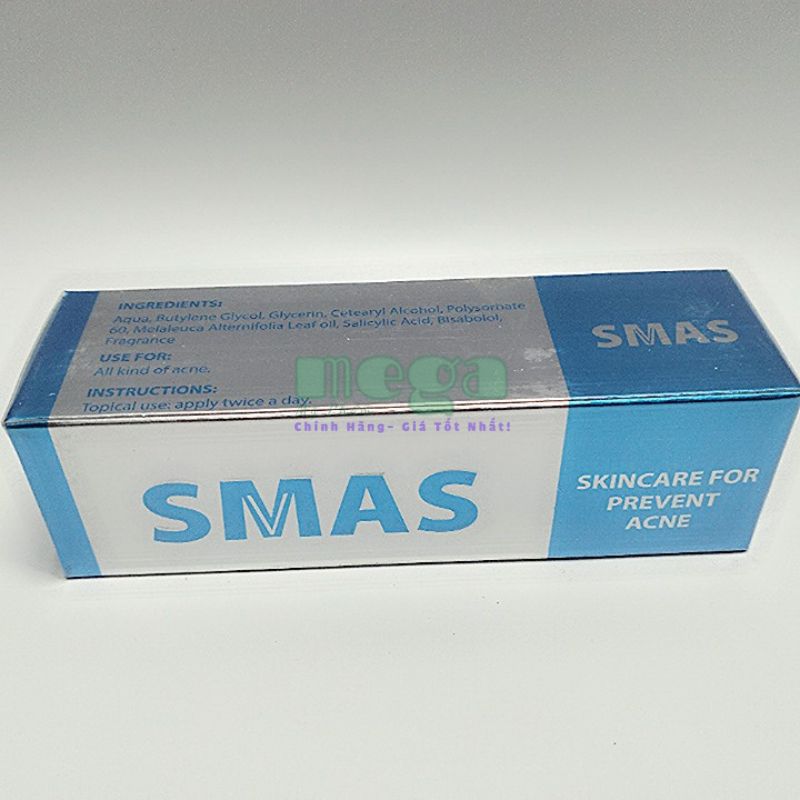 INGREDIENTS:
Aqua, Butylene Glycol, Glycerin, Cetearyl Alcohol, Polysorbate
60, Melaleuca Alternifolia Leaf oil, Salicylic Acid, Bisabolol,
Fragrance
USE FOR:
All kind of acne.
INSTRUCTIONS:
Topical use: apply twice a day.
SMAS
mega
Chính Hãng- Giá Tốt Nhất!
SMAS
SKINCARE FOR
PREVENT
ACNE